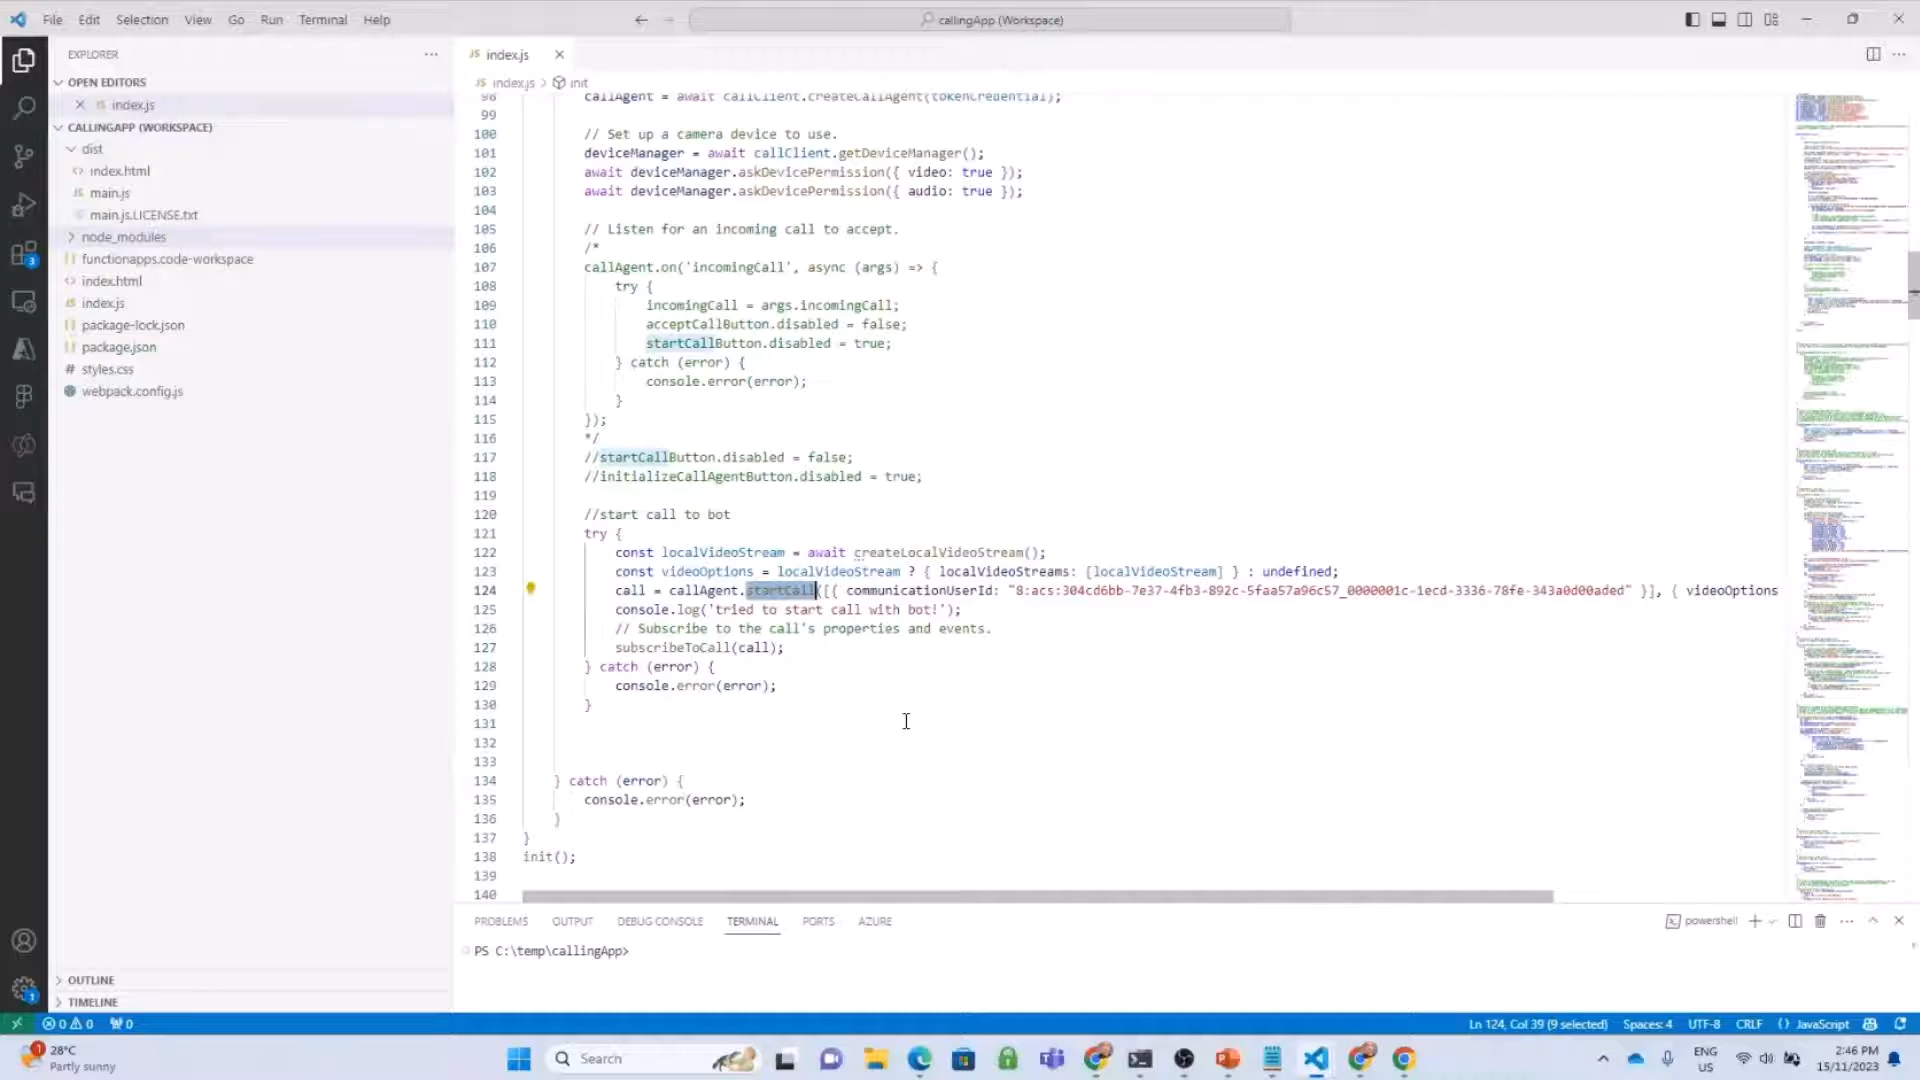 File Edit Selection View Go Run Terminal Help
callingApp (Workspace)
EXPLORER
OPEN EDITORS
index.js
CALLINGAPP (WORKSPACE)
dist
index.html
main.js
main.js.LICENSE.txt
node_modules
functionapps.code-workspace
index.html
index.js
package-lock.json
package.json
styles.css
webpack.config.js
OUTLINE
TIMELINE
JS index.js
JS index.js > init
98 callAgent = await callClient.createCallAgent(tokenCredential);
99
100 // Set up a camera device to use.
101 deviceManager = await callClient.getDeviceManager();
102 await deviceManager.askDevicePermission({ video: true });
103 await deviceManager.askDevicePermission({ audio: true });
104
105 // Listen for an incoming call to accept.
106 /*
107 callAgent.on('incomingCall', async (args) => {
108 try {
109 incomingCall = args.incomingCall;
110 acceptCallButton.disabled = false;
111 startCallButton.disabled = true;
112 } catch (error) {
113 console.error(error);
114 }
115 });
116 */
117 //startCallButton.disabled = false;
118 //initializeCallAgentButton.disabled = true;
119
120 //start call to bot
121 try {
122 const localVideoStream = await createLocalVideoStream();
123 const videoOptions = localVideoStream ? { localVideoStreams: [localVideoStream] } : undefined;
124 call = callAgent.startCall([{ communicationUserId: "8:acs:304cd6bb-7e37-4fb3-892c-5faa57a96c57_0000001c-1ecd-3336-78fe-343a0d00aded" }], { videoOptions
125 console.log('tried to start call with bot!');
126 // Subscribe to the call's properties and events.
127 subscribeToCall(call);
128 } catch (error) {
129 console.error(error);
130 }
131
132
133
134 } catch (error) {
135 console.error(error);
136 }
137 }
138 init();
139
140
PROBLEMS OUTPUT DEBUG CONSOLE TERMINAL PORTS AZURE
powershell
PS C:\temp\callingApp>
0 0 0
Ln 124, Col 39 (9 selected) Spaces: 4 UTF-8 CRLF {} JavaScript
28°C
Partly sunny
Search
ENG
US
2:46 PM
15/11/2023